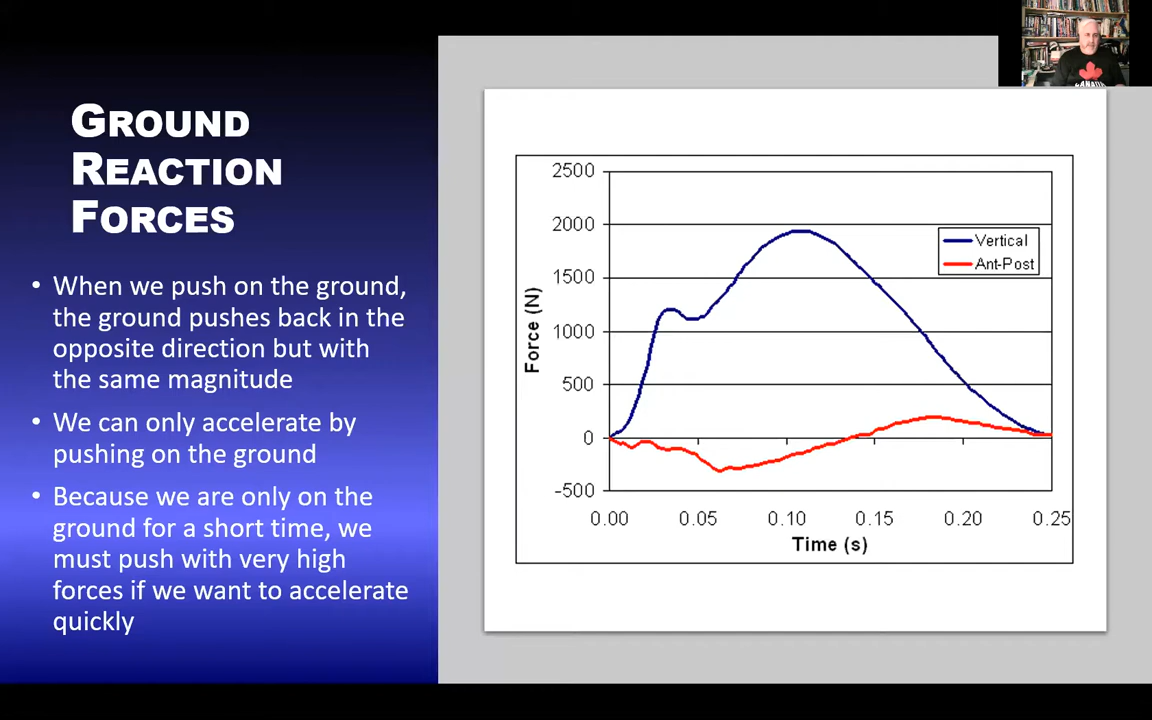 GROUND
REACTION
FORCES
• When we push on the ground,
the ground pushes back in the
opposite direction but with
the same magnitude
• We can only accelerate by
pushing on the ground
• Because we are only on the
ground for a short time, we
must push with very high
forces if we want to accelerate
quickly
2500
2000
1500
1000
500
0
-500
Force (N)
Vertical
Ant-Post
0.00 0.05 0.10 0.15 0.20 0.25
Time (s)